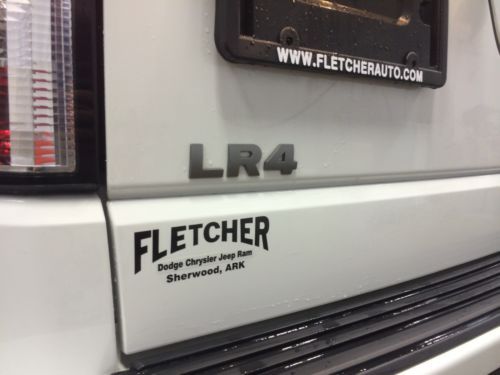 WWW.FLETCHERAUTO.COM
LR4
FLETCHER
Dodge Chrysler Jeep Ram
Sherwood, ARK